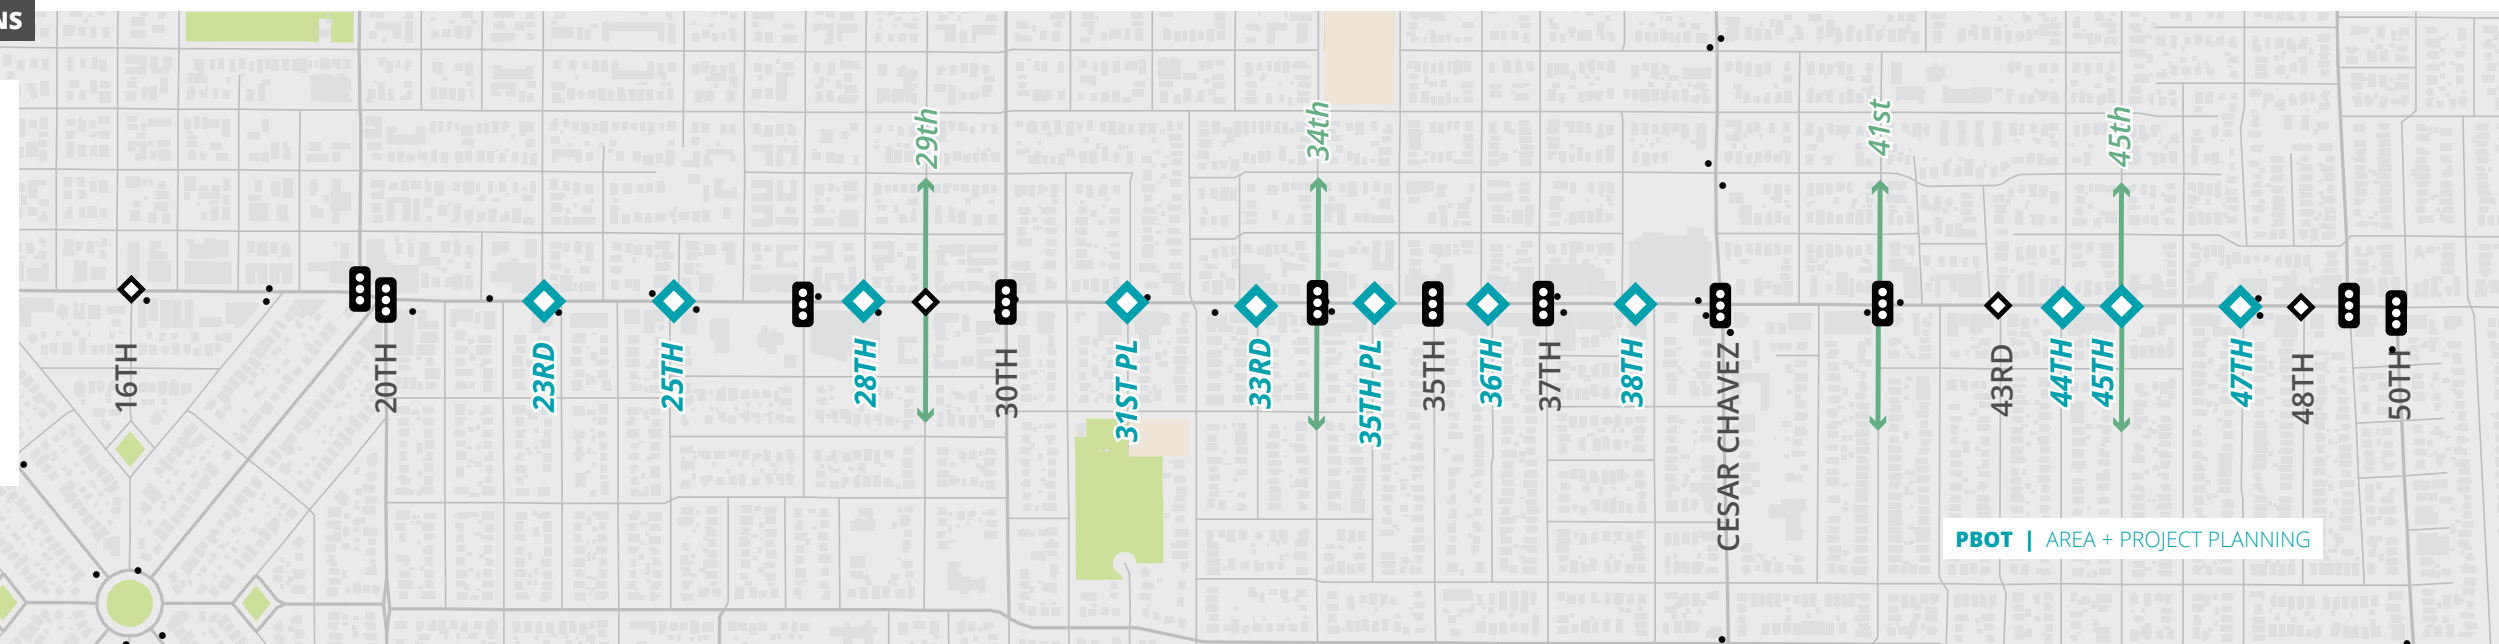 NS
29th
34th
41st
45th
16TH
20TH
23RD
25TH
28TH
30TH
31ST PL
33RD
35TH PL
35TH
36TH
37TH
38TH
CESAR CHAVEZ
43RD
44TH
45TH
47TH
48TH
50TH
PBOT | AREA + PROJECT PLANNING